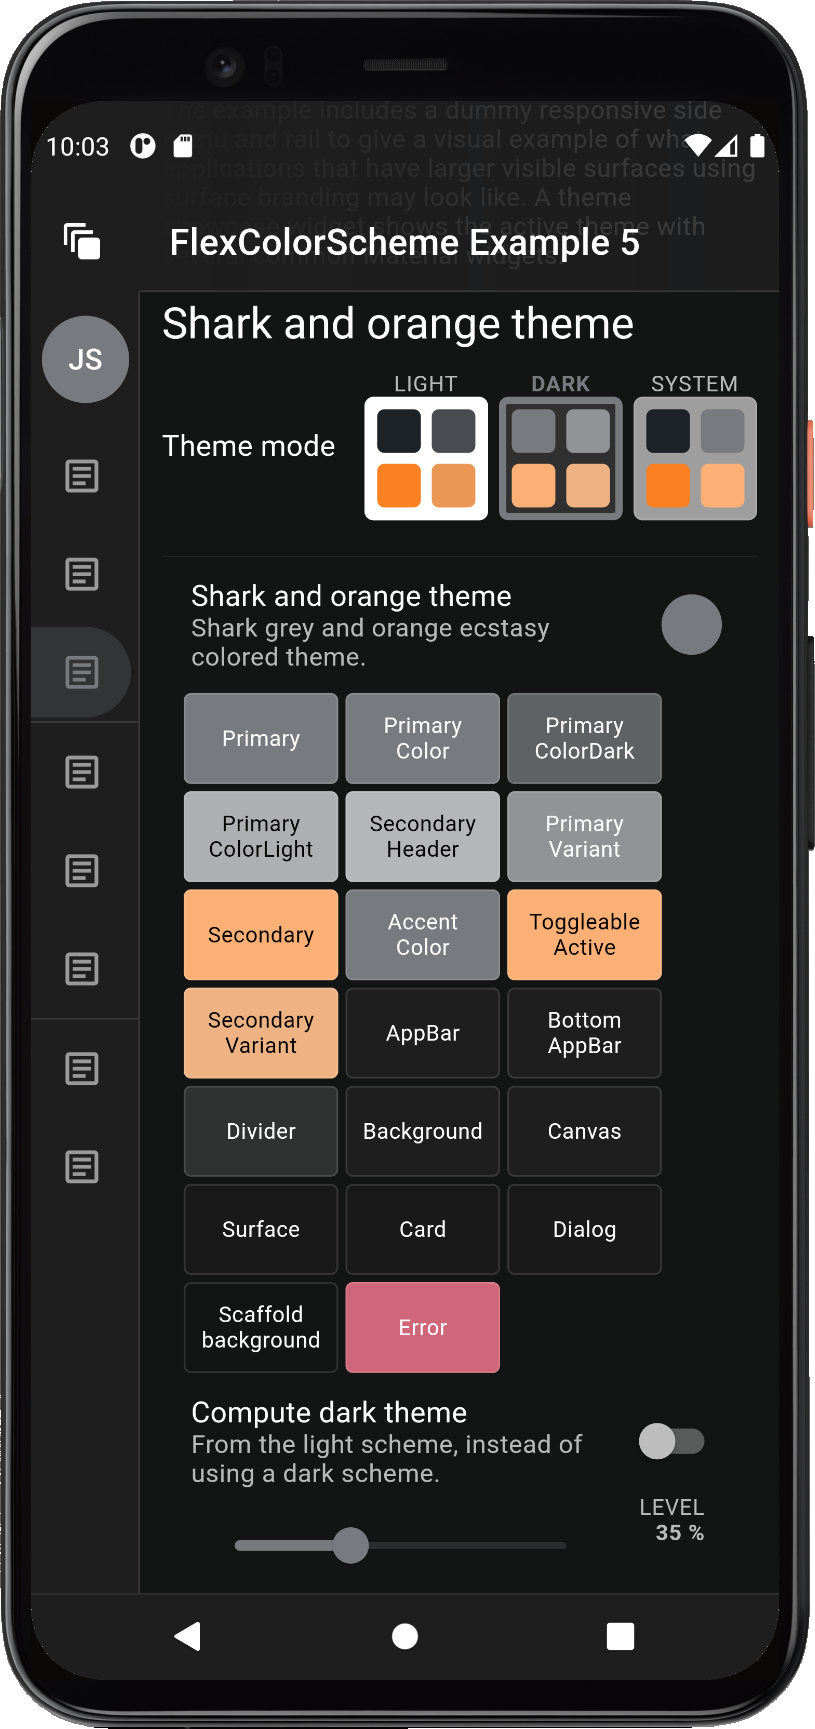 The example includes a dummy responsive side
10:03
menu and rail to give a visual example of what
applications that have larger visible surfaces using
surface branding may look like. A theme
showcase widget shows the active theme with
several common Material widgets.
FlexColorScheme Example 5
JS
Shark and orange theme
LIGHT
DARK
SYSTEM
Theme mode
Shark and orange theme
Shark grey and orange ecstasy
colored theme.
Primary
Primary
Color
Primary
ColorDark
Primary
ColorLight
Secondary
Header
Primary
Variant
Secondary
Accent
Color
Toggleable
Active
Secondary
Variant
AppBar
Bottom
AppBar
Divider
Background
Canvas
Surface
Card
Dialog
Scaffold
background
Error
Compute dark theme
From the light scheme, instead of
using a dark scheme.
LEVEL
35 %